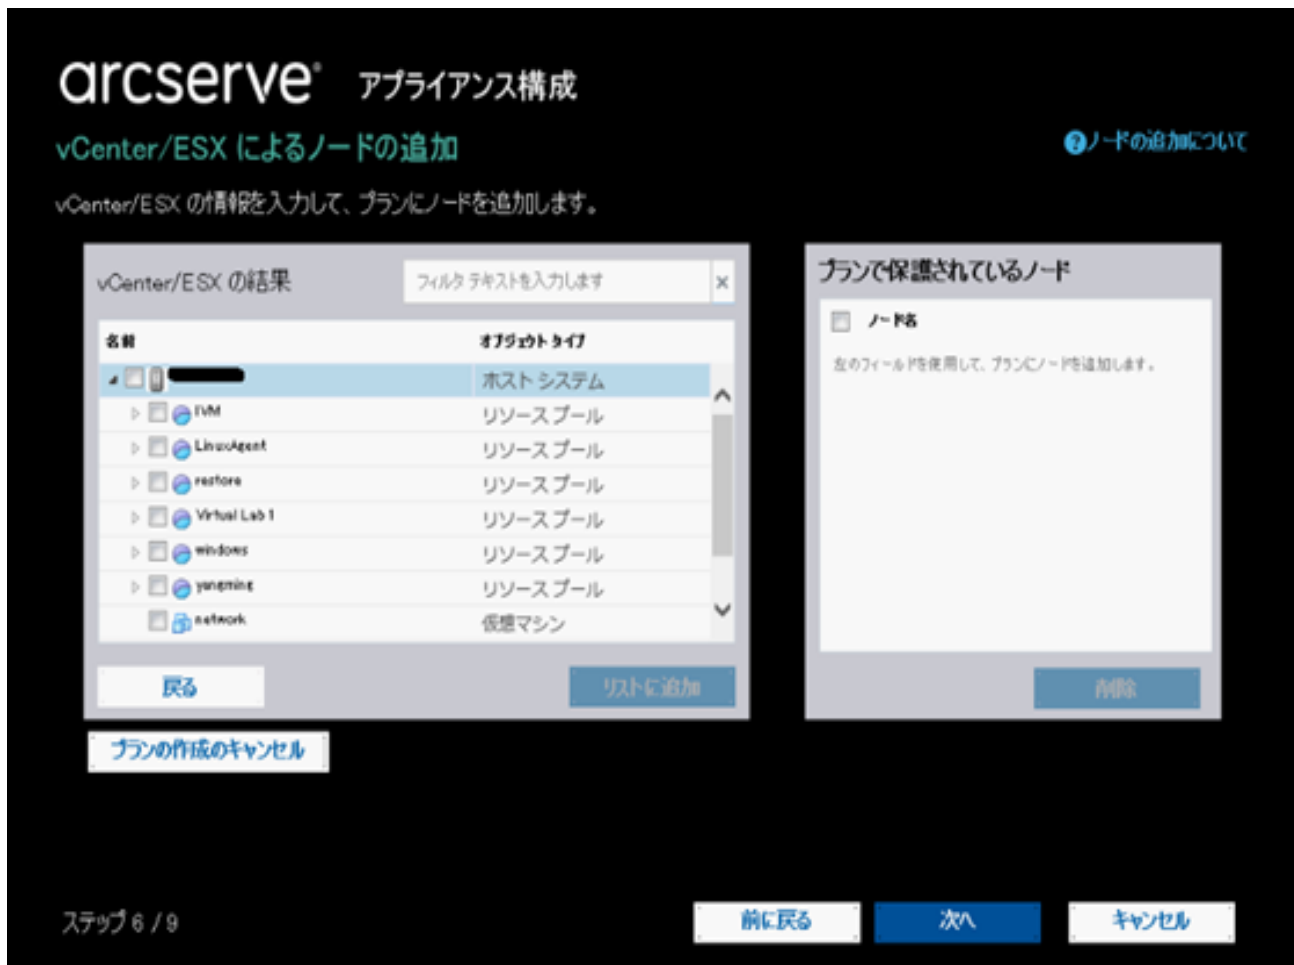 arcserve® アプライアンス構成
vCenter/ESX によるノードの追加
?ノードの追加について
vCenter/ESX の情報を入力して、プランにノードを追加します。
vCenter/ESX の結果
フィルタ テキストを入力します
×
名前 オブジェクト タイプ
ホスト システム
IVM リソース プール
LinuxAgent リソース プール
restore リソース プール
Virtual Lab 1 リソース プール
windows リソース プール
yangming リソース プール
network 仮想マシン
戻る
リストに追加
プランで保護されているノード
ノード名
左のフィールドを使用して、プランにノードを追加します。
削除
プランの作成のキャンセル
ステップ 6 / 9
前に戻る
次へ
キャンセル